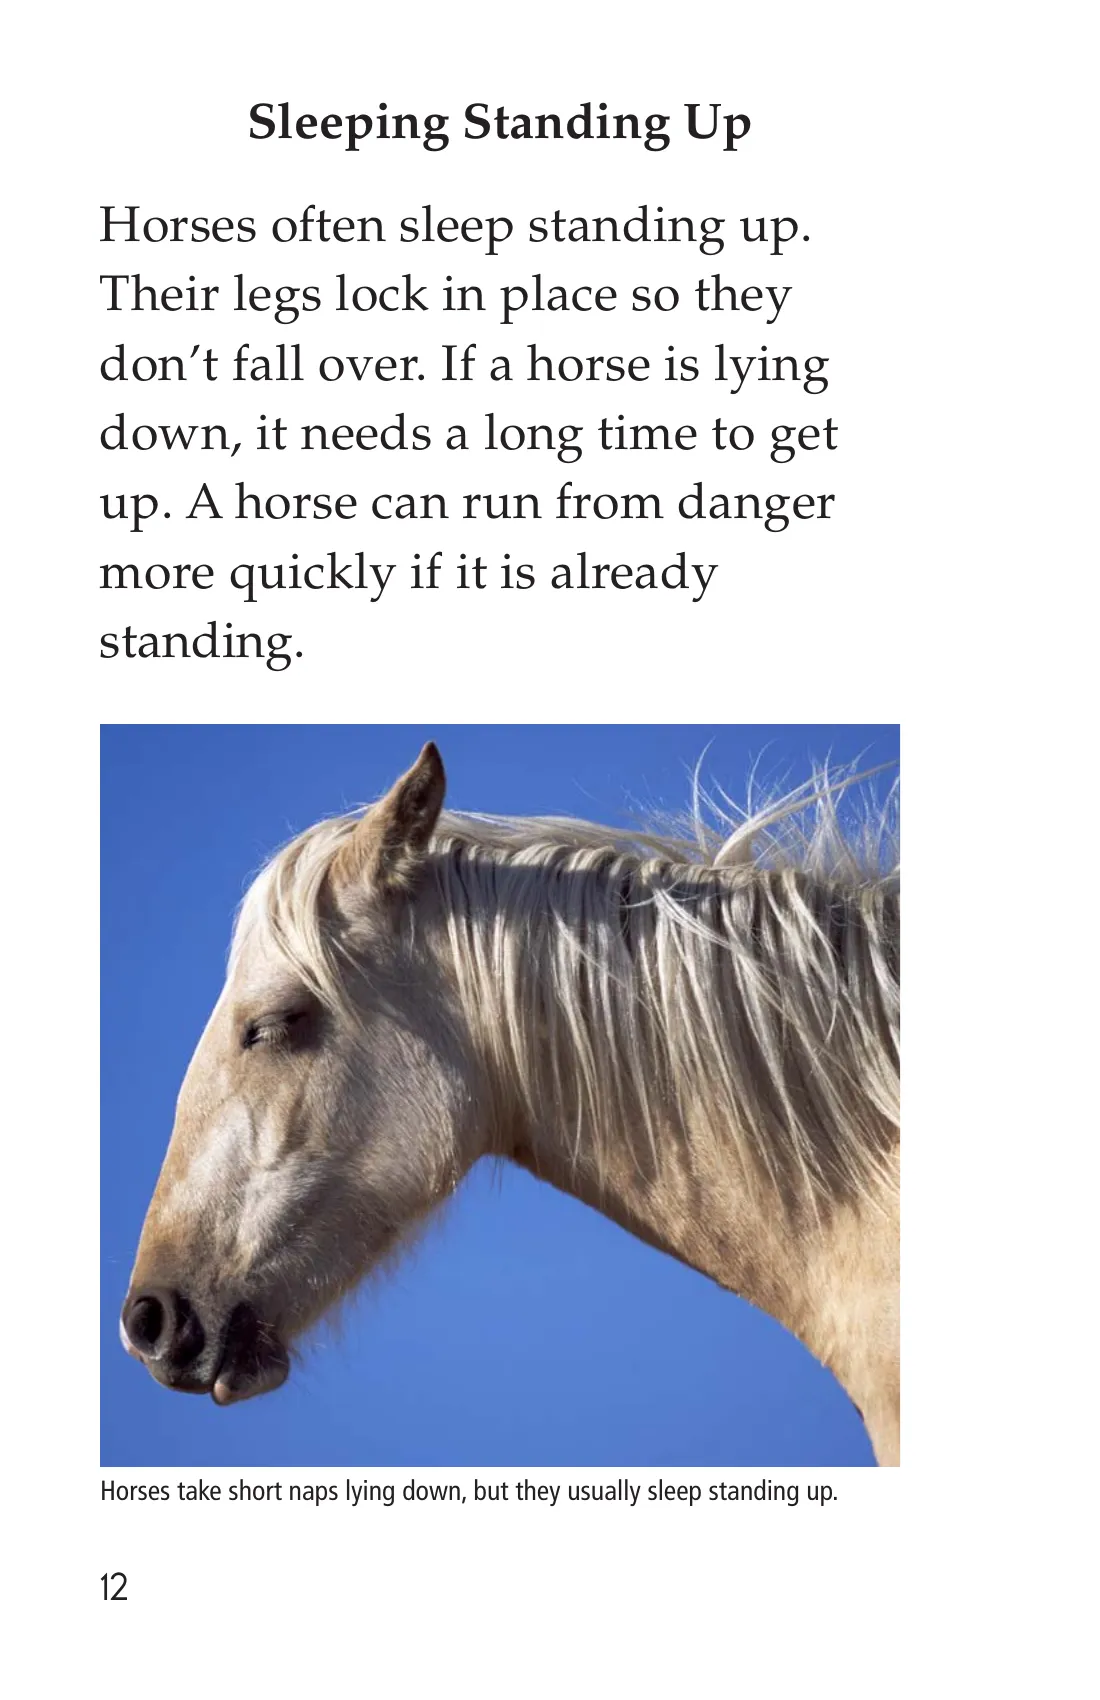 Sleeping Standing Up
Horses often sleep standing up.
Their legs lock in place so they
don’t fall over. If a horse is lying
down, it needs a long time to get
up. A horse can run from danger
more quickly if it is already
standing.
Horses take short naps lying down, but they usually sleep standing up.
12